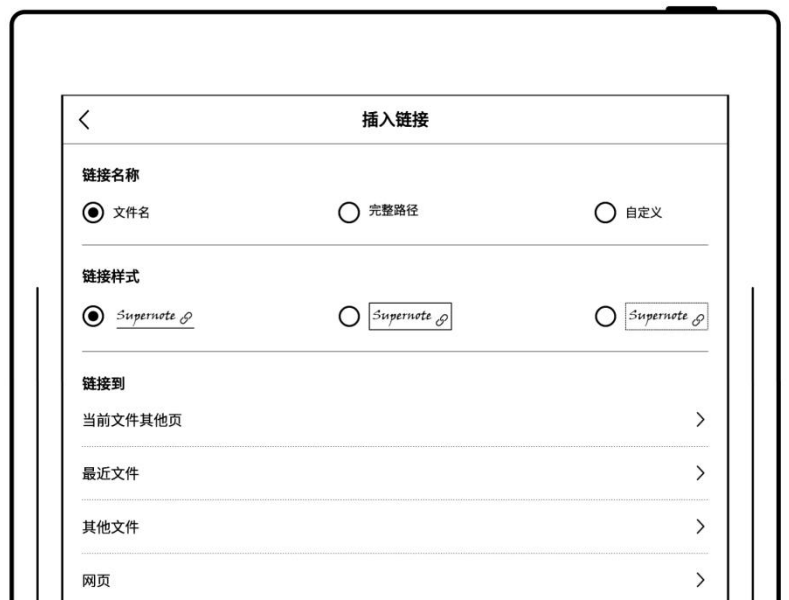 插入链接
链接名称
文件名 完整路径 自定义
链接样式
Supernote Supernote Supernote
链接到
当前文件其他页
最近文件
其他文件
网页